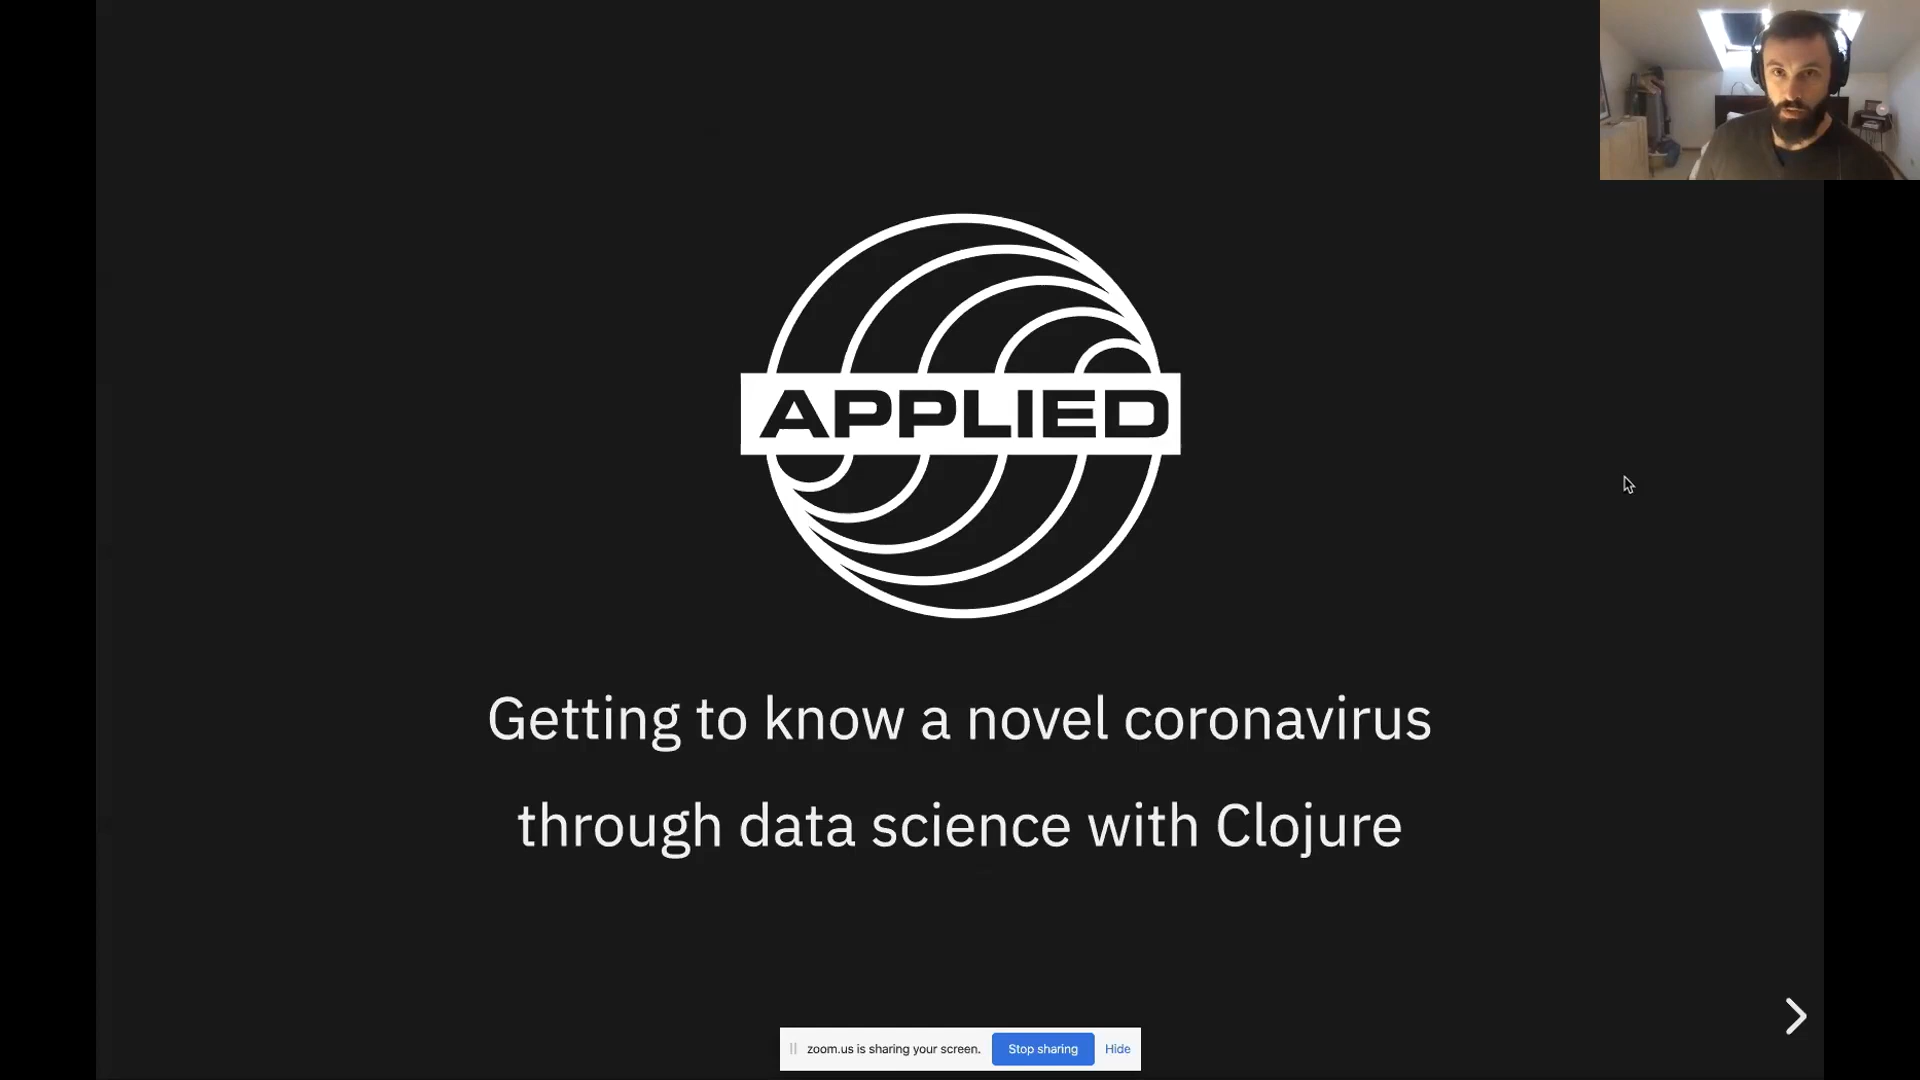 APPLIED
Getting to know a novel coronavirus
through data science with Clojure
zoom.us is sharing your screen. Stop sharing Hide